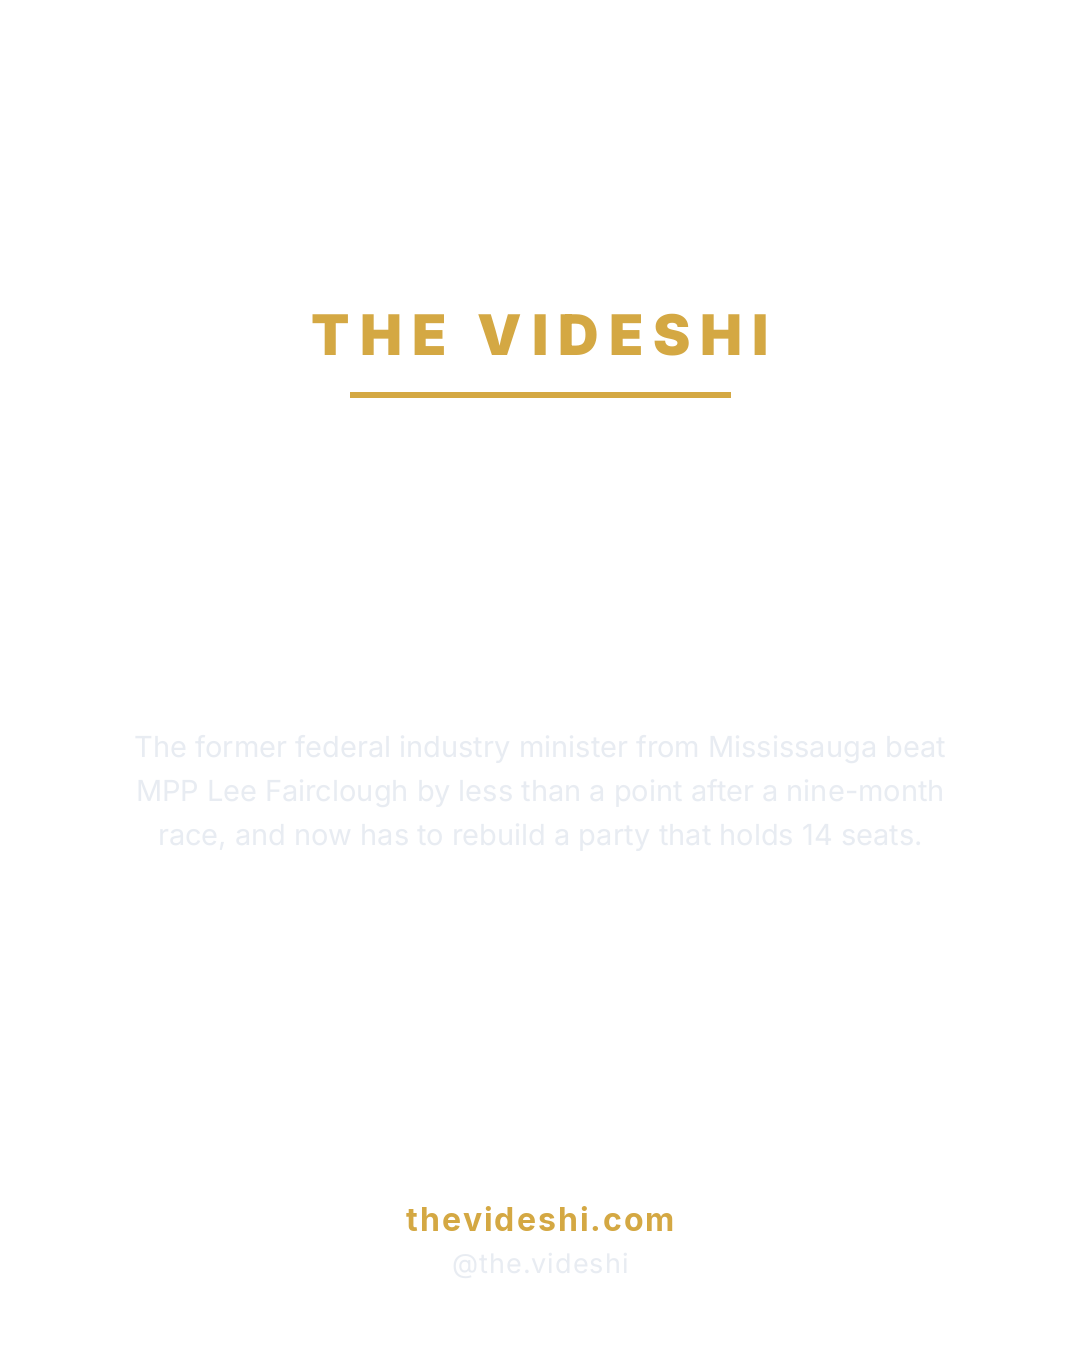 THE VIDESHI
The former federal industry minister from Mississauga beat
MPP Lee Fairclough by less than a point after a nine-month
race, and now has to rebuild a party that holds 14 seats.
thevideshi.com
@the.videshi